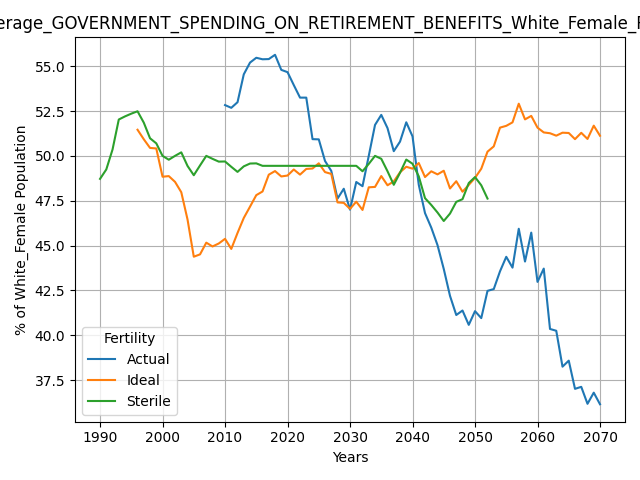 erage_GOVERNMENT_SPENDING_ON_RETIREMENT_BENEFITS_White_Female_
% of White_Female Population
55.0
52.5
50.0
47.5
45.0
42.5
40.0
37.5
Fertility
Actual
Ideal
Sterile
1990 2000 2010 2020 2030 2040 2050 2060 2070
Years